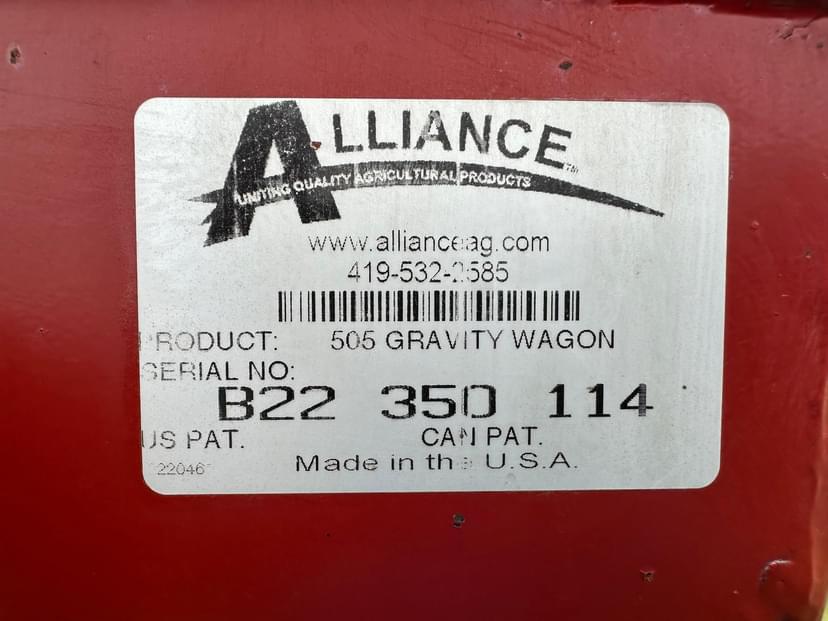 ALLIANCE™
UNITING QUALITY AGRICULTURAL PRODUCTS
www.allianceag.com
419-532-2585
PRODUCT: 505 GRAVITY WAGON
SERIAL NO:
B22 350 114
US PAT. CAN PAT.
Made in the U.S.A.